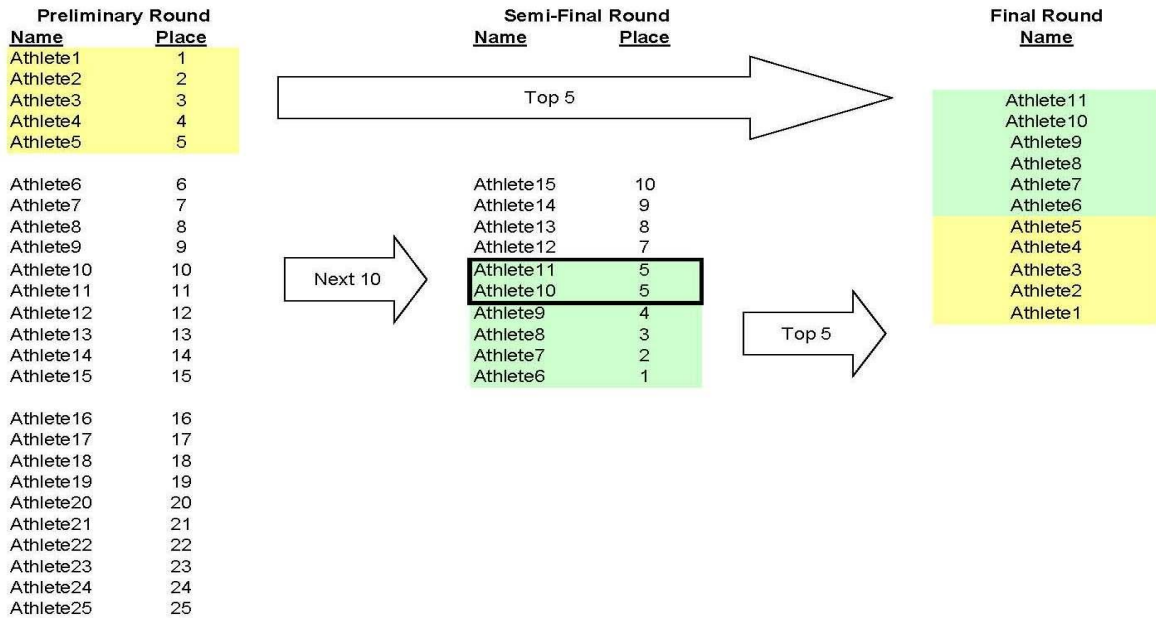 Preliminary Round
Name Place
Athlete1 1
Athlete2 2
Athlete3 3
Athlete4 4
Athlete5 5
Athlete6 6
Athlete7 7
Athlete8 8
Athlete9 9
Athlete10 10
Athlete11 11
Athlete12 12
Athlete13 13
Athlete14 14
Athlete15 15
Athlete16 16
Athlete17 17
Athlete18 18
Athlete19 19
Athlete20 20
Athlete21 21
Athlete22 22
Athlete23 23
Athlete24 24
Athlete25 25
Top 5
Next 10
Semi-Final Round
Name Place
Athlete15 10
Athlete14 9
Athlete13 8
Athlete12 7
Athlete11 5
Athlete10 5
Athlete9 4
Athlete8 3
Athlete7 2
Athlete6 1
Top 5
Final Round
Name
Athlete11
Athlete10
Athlete9
Athlete8
Athlete7
Athlete6
Athlete5
Athlete4
Athlete3
Athlete2
Athlete1